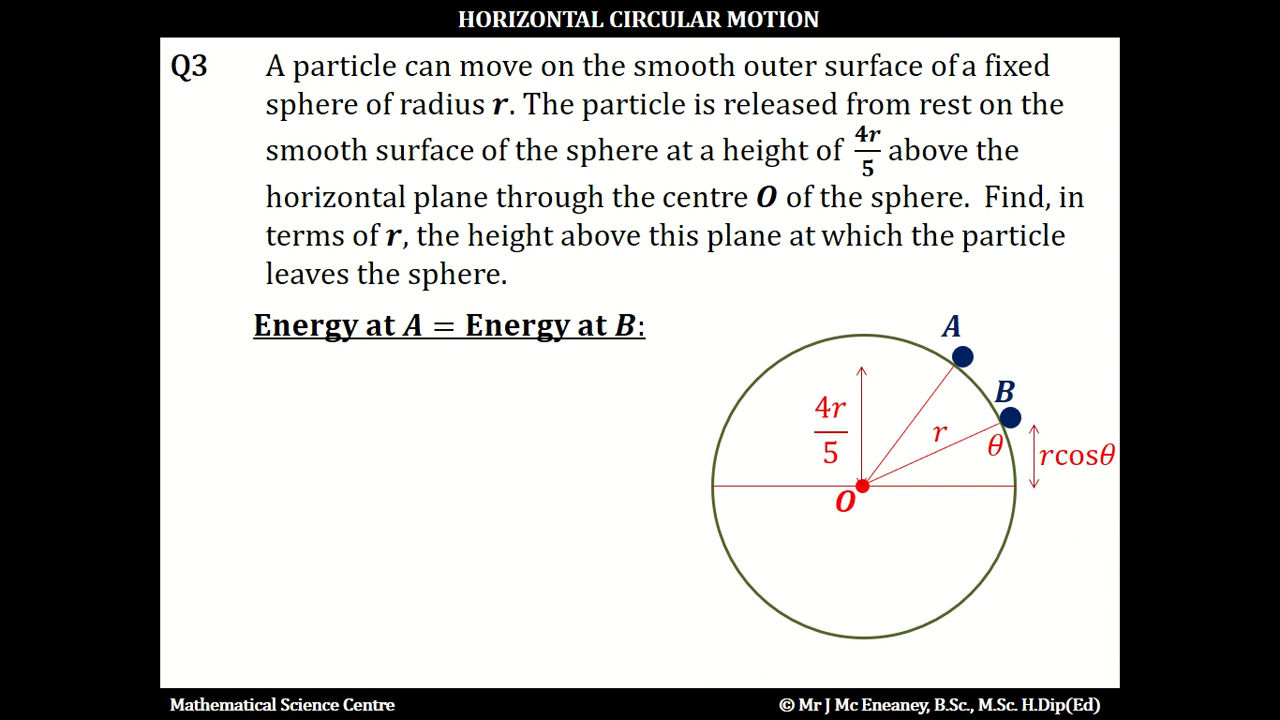 HORIZONTAL CIRCULAR MOTION
Q3 A particle can move on the smooth outer surface of a fixed
sphere of radius r. The particle is released from rest on the
smooth surface of the sphere at a height of 4r/5 above the
horizontal plane through the centre O of the sphere. Find, in
terms of r, the height above this plane at which the particle
leaves the sphere.
Energy at A = Energy at B:
A
B
4r/5
r
θ
rcosθ
O
Mathematical Science Centre
© Mr J Mc Eneaney, B.Sc., M.Sc. H.Dip(Ed)